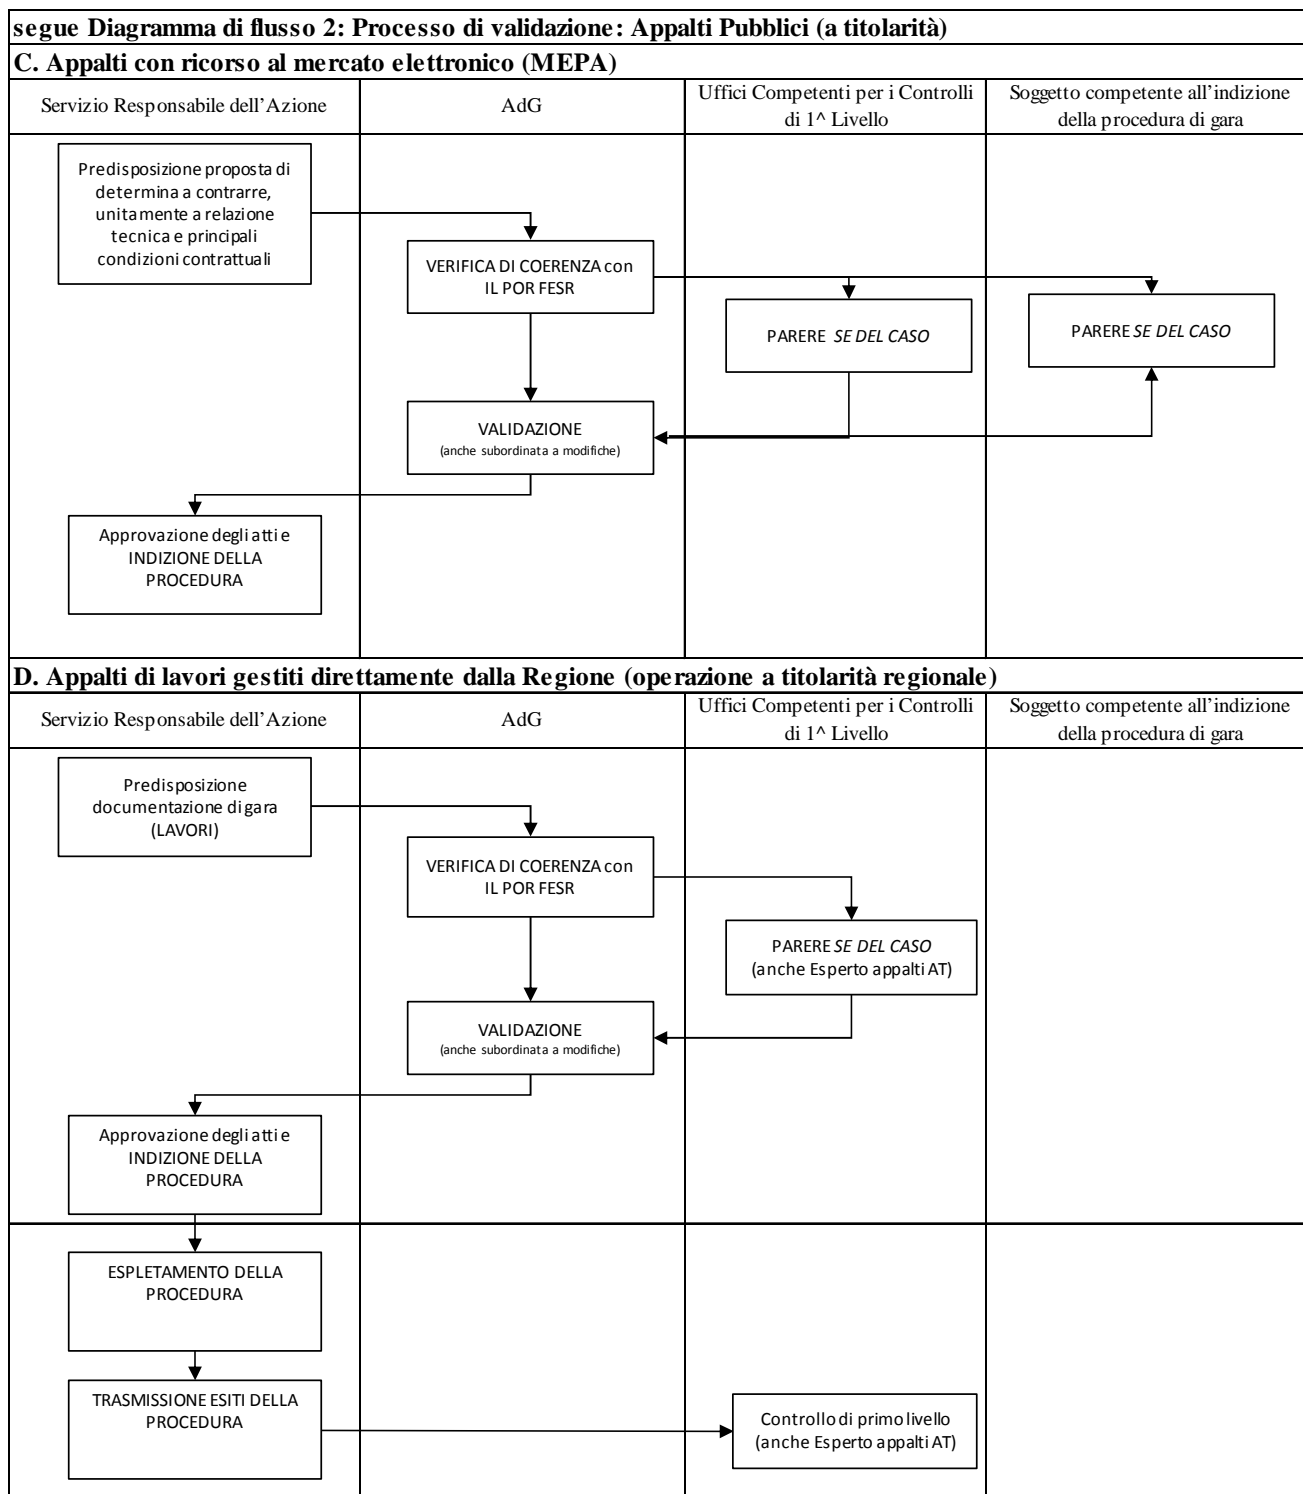 segue Diagramma di flusso 2: Processo di validazione: Appalti Pubblici (a titolarità)
C. Appalti con ricorso al mercato elettronico (MEPA)
Servizio Responsabile dell'Azione
AdG
Uffici Competenti per i Controlli
di 1^ Livello
Soggetto competente all'indizione
della procedura di gara
Predisposizione proposta di
determina a contrarre,
unitamente a relazione
tecnica e principali
condizioni contrattuali
VERIFICA DI COERENZA con
IL POR FESR
PARERE SE DEL CASO
PARERE SE DEL CASO
VALIDAZIONE
(anche subordinata a modifiche)
Approvazione degli atti e
INDIZIONE DELLA
PROCEDURA
D. Appalti di lavori gestiti direttamente dalla Regione (operazione a titolarità regionale)
Servizio Responsabile dell'Azione
AdG
Uffici Competenti per i Controlli
di 1^ Livello
Soggetto competente all'indizione
della procedura di gara
Predisposizione
documentazione di gara
(LAVORI)
VERIFICA DI COERENZA con
IL POR FESR
PARERE SE DEL CASO
(anche Esperto appalti AT)
VALIDAZIONE
(anche subordinata a modifiche)
Approvazione degli atti e
INDIZIONE DELLA
PROCEDURA
ESPLETAMENTO DELLA
PROCEDURA
TRASMISSIONE ESITI DELLA
PROCEDURA
Controllo di primo livello
(anche Esperto appalti AT)